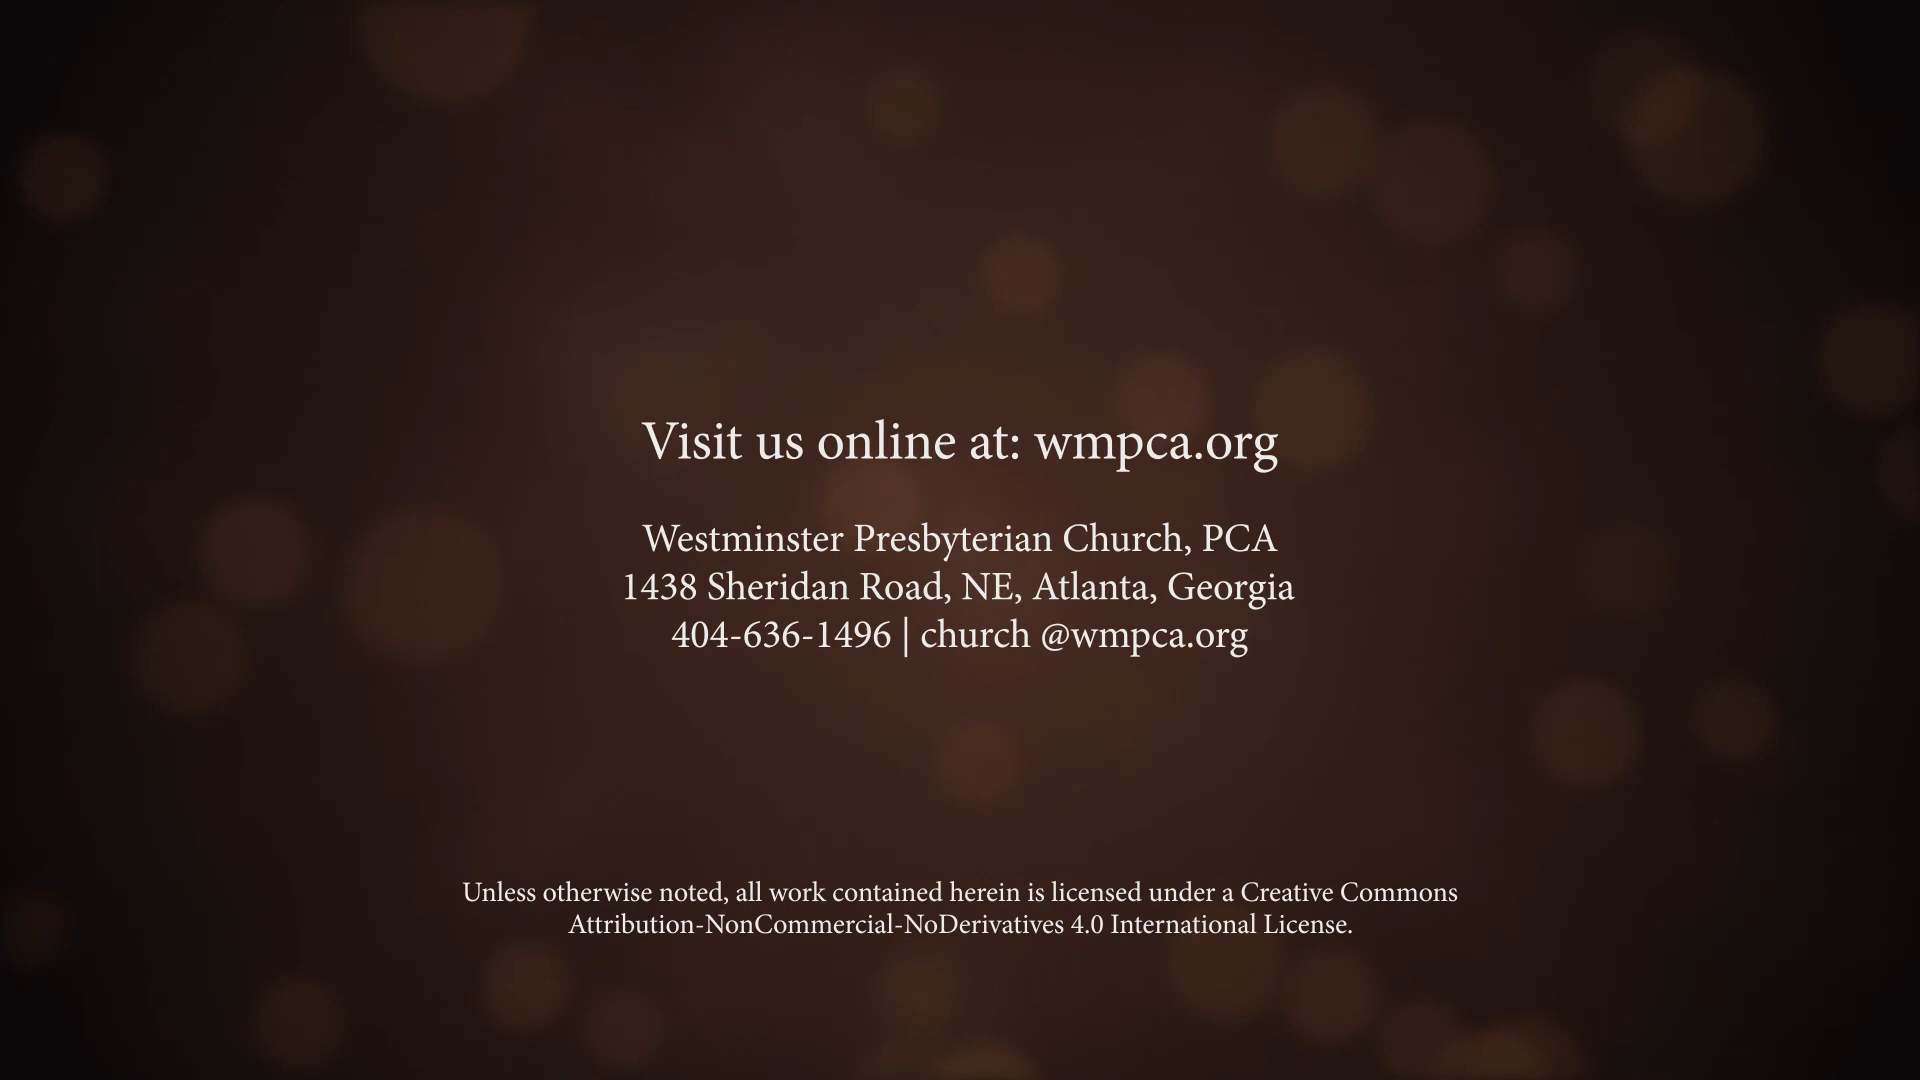 Visit us online at: wmpca.org
Westminster Presbyterian Church, PCA
1438 Sheridan Road, NE, Atlanta, Georgia
404-636-1496 | church @wmpca.org
Unless otherwise noted, all work contained herein is licensed under a Creative Commons
Attribution-NonCommercial-NoDerivatives 4.0 International License.